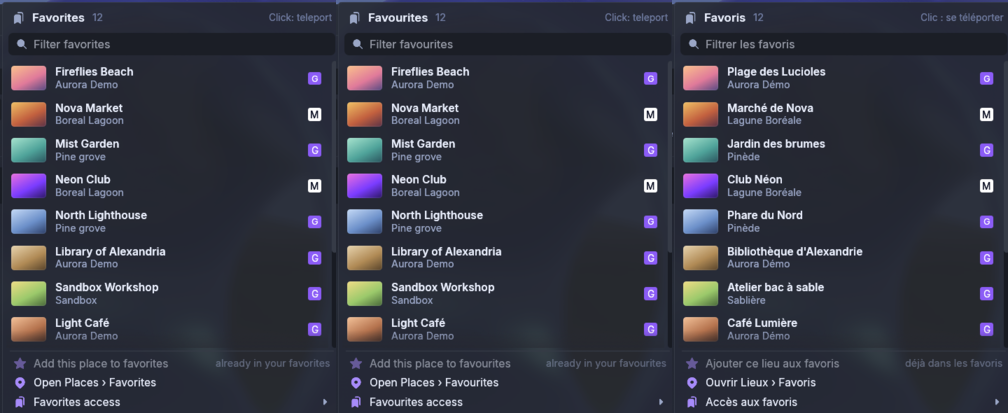 Favorites 12 Click: teleport
Filter favorites
Fireflies Beach
Aurora Demo
G
Nova Market
Boreal Lagoon
M
Mist Garden
Pine grove
G
Neon Club
Boreal Lagoon
M
North Lighthouse
Pine grove
G
Library of Alexandria
Aurora Demo
G
Sandbox Workshop
Sandbox
G
Light Café
Aurora Demo
G
Add this place to favorites already in your favorites
Open Places › Favorites
Favorites access
Favourites 12 Click: teleport
Filter favourites
Fireflies Beach
Aurora Demo
G
Nova Market
Boreal Lagoon
M
Mist Garden
Pine grove
G
Neon Club
Boreal Lagoon
M
North Lighthouse
Pine grove
G
Library of Alexandria
Aurora Demo
G
Sandbox Workshop
Sandbox
G
Light Café
Aurora Demo
G
Add this place to favourites already in your favourites
Open Places › Favourites
Favourites access
Favoris 12 Clic : se téléporter
Filtrer les favoris
Plage des Lucioles
Aurora Démo
G
Marché de Nova
Lagune Boréale
M
Jardin des brumes
Pinède
G
Club Néon
Lagune Boréale
M
Phare du Nord
Pinède
G
Bibliothèque d'Alexandrie
Aurora Démo
G
Atelier bac à sable
Sablière
G
Café Lumière
Aurora Démo
G
Ajouter ce lieu aux favoris déjà dans les favoris
Ouvrir Lieux › Favoris
Accès aux favoris